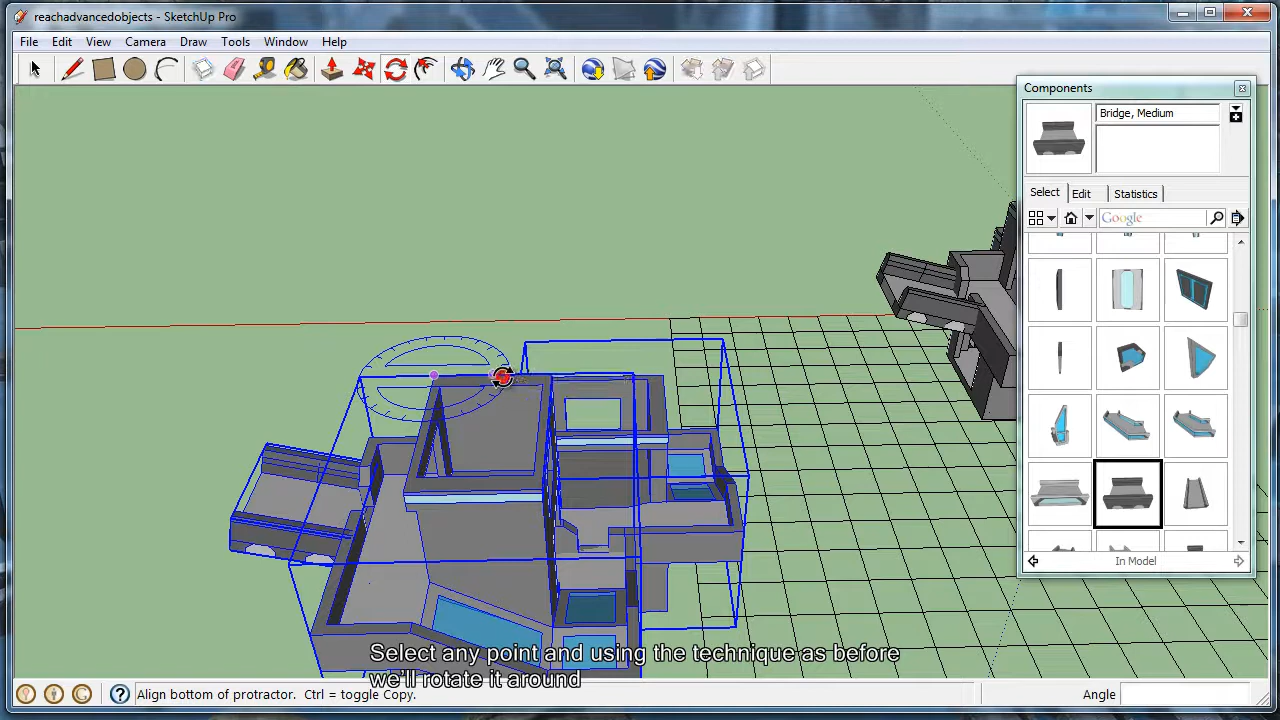 reachadvancedobjects - SketchUp Pro
File Edit View Camera Draw Tools Window Help
Components
Bridge, Medium
Select Edit Statistics
Google
In Model
Select any point and using the technique as before
we'll rotate it around
Align bottom of protractor. Ctrl = toggle Copy.
Angle